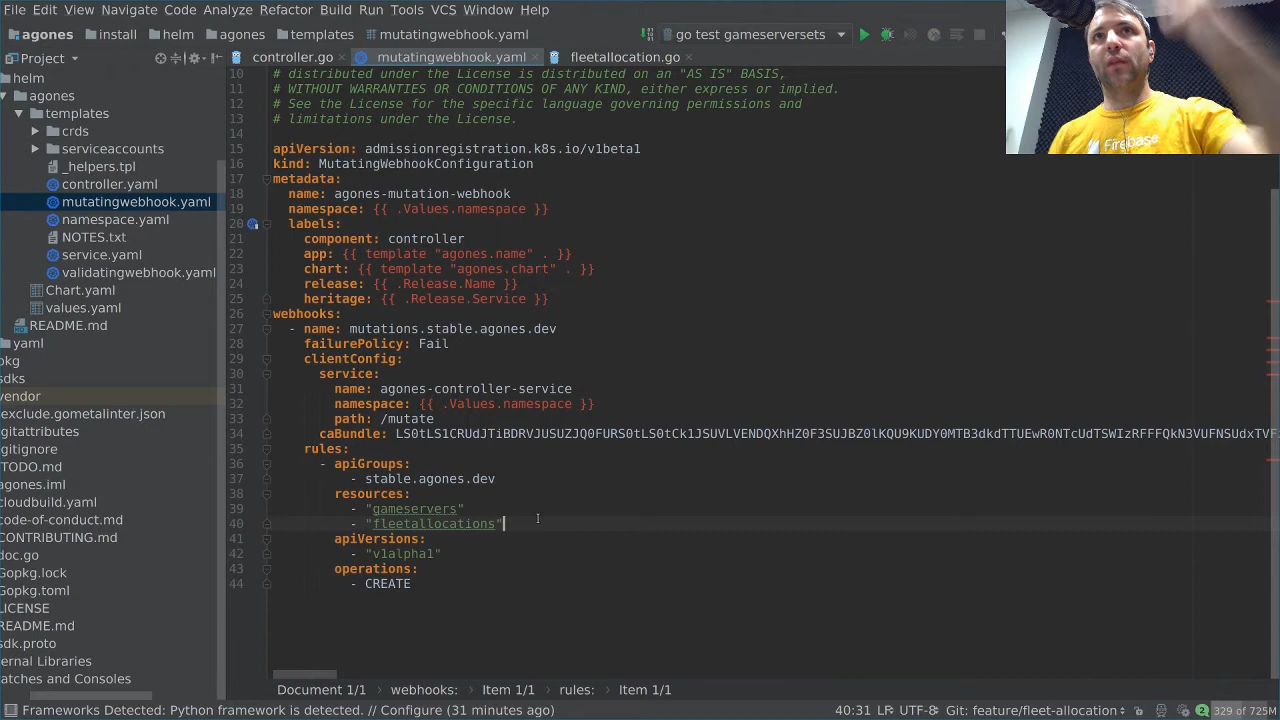 File Edit View Navigate Code Analyze Refactor Build Run Tools VCS Window Help
agones install helm agones templates mutatingwebhook.yaml go test gameserversets
Project controller.go mutatingwebhook.yaml fleetallocation.go
helm
agones
templates
crds
serviceaccounts
_helpers.tpl
controller.yaml
mutatingwebhook.yaml
namespace.yaml
NOTES.txt
service.yaml
validatingwebhook.yaml
Chart.yaml
values.yaml
README.md
yaml
pkg
sdks
vendor
exclude.gometalinter.json
gitattributes
gitignore
TODO.md
agones.iml
cloudbuild.yaml
code-of-conduct.md
CONTRIBUTING.md
doc.go
Gopkg.lock
Gopkg.toml
LICENSE
README.md
sdk.proto
ernal Libraries
atches and Consoles
10 # distributed under the License is distributed on an "AS IS" BASIS,
11 # WITHOUT WARRANTIES OR CONDITIONS OF ANY KIND, either express or implied.
12 # See the License for the specific language governing permissions and
13 # limitations under the License.
14
15 apiVersion: admissionregistration.k8s.io/v1beta1
16 kind: MutatingWebhookConfiguration
17 metadata:
18 name: agones-mutation-webhook
19 namespace: {{ .Values.namespace }}
20 labels:
21 component: controller
22 app: {{ template "agones.name" . }}
23 chart: {{ template "agones.chart" . }}
24 release: {{ .Release.Name }}
25 heritage: {{ .Release.Service }}
26 webhooks:
27 - name: mutations.stable.agones.dev
28 failurePolicy: Fail
29 clientConfig:
30 service:
31 name: agones-controller-service
32 namespace: {{ .Values.namespace }}
33 path: /mutate
34 caBundle:
35 rules:
36 - apiGroups:
37 - stable.agones.dev
38 resources:
39 - "gameservers"
40 - "fleetallocations"
41 apiVersions:
42 - "v1alpha1"
43 operations:
44 - CREATE
Firebase
Document 1/1 webhooks: Item 1/1 rules: Item 1/1
Frameworks Detected: Python framework is detected. // Configure (31 minutes ago) 40:31 LF: UTF-8: Git: feature/fleet-allocation: 2 329 of 725M